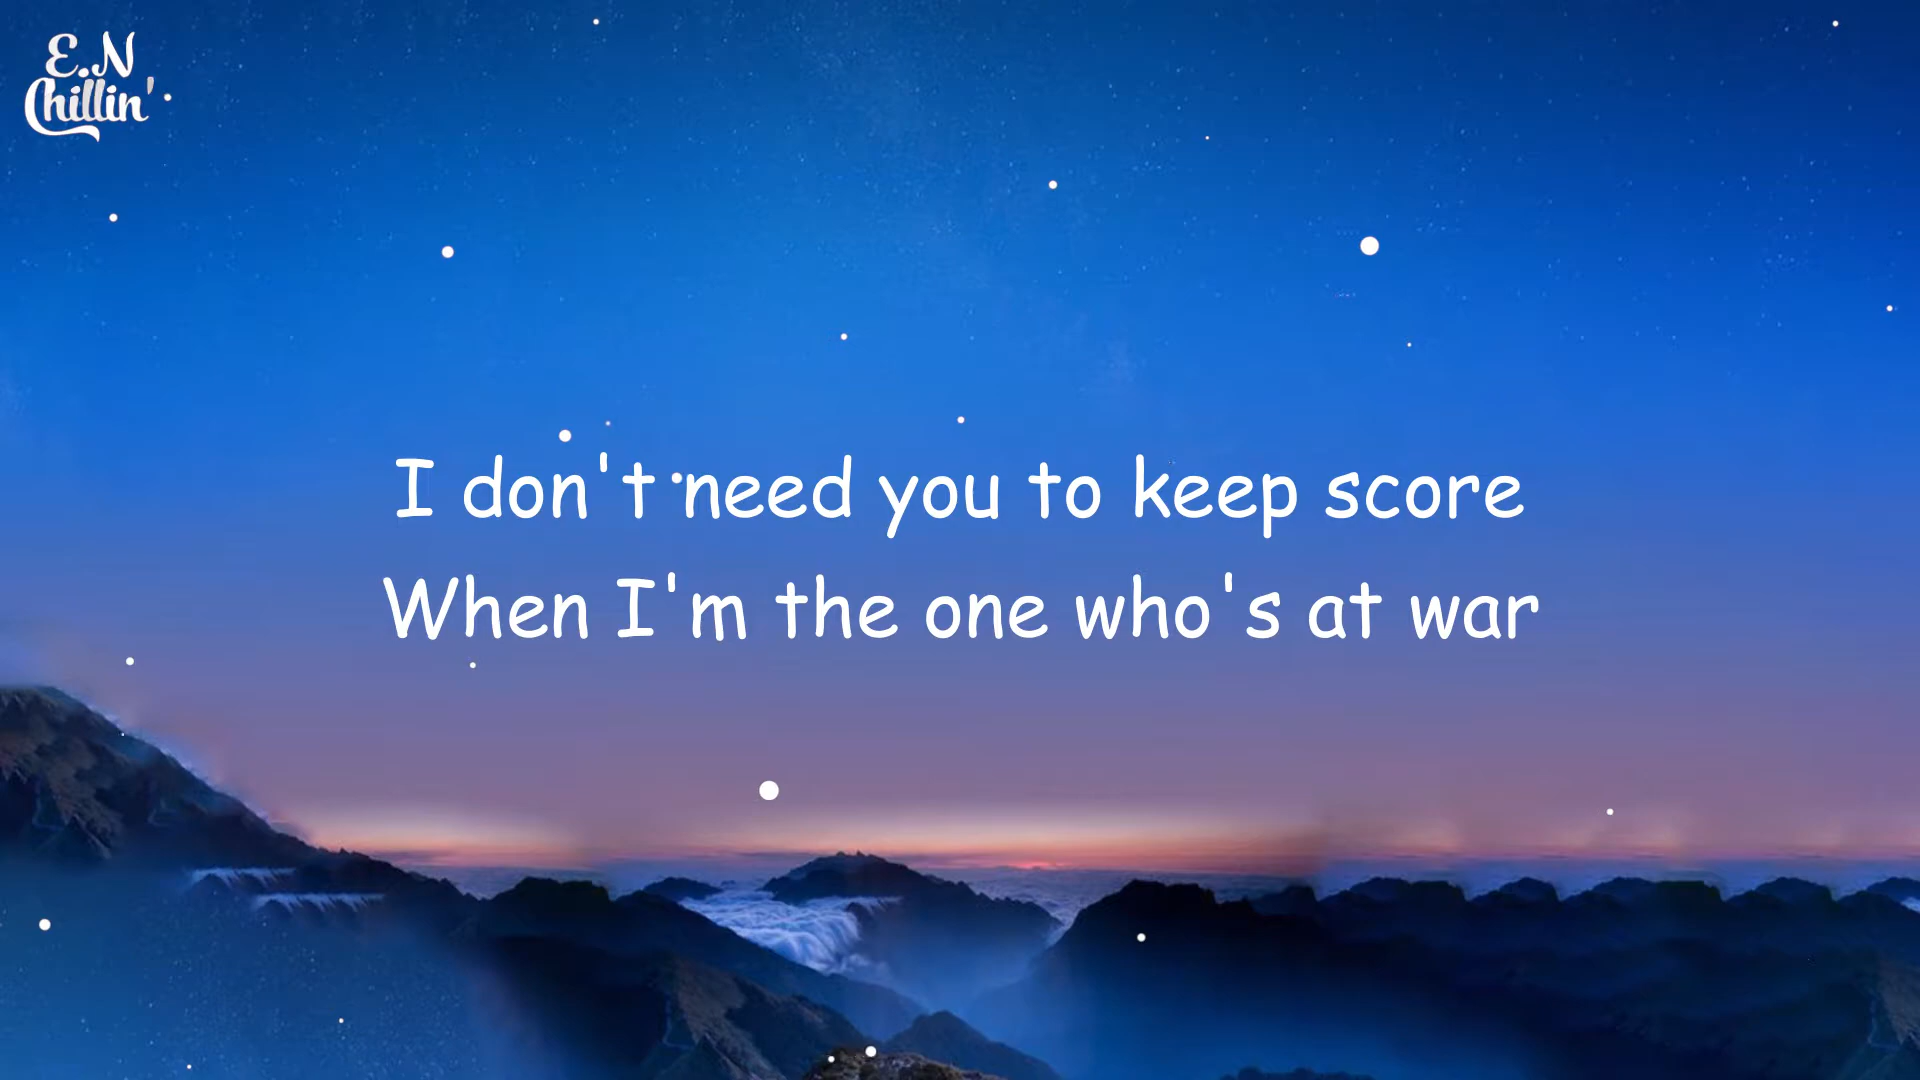 E.N
Chillin'
I don't need you to keep score
When I'm the one who's at war